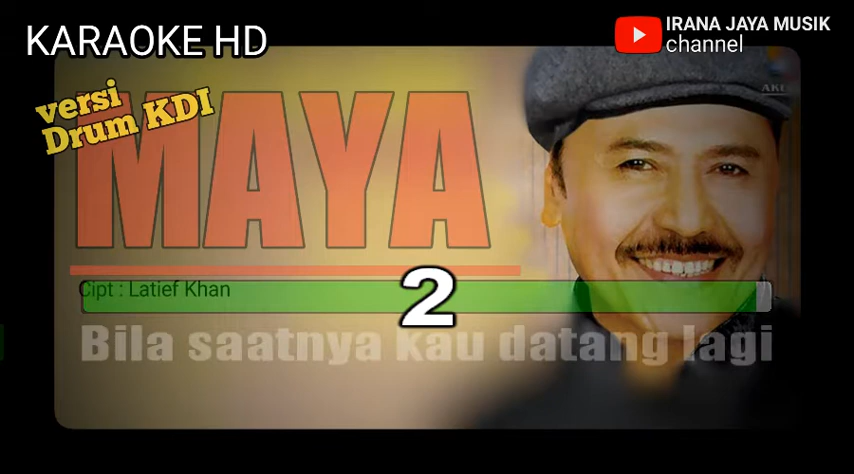 KARAOKE HD
IRANA JAYA MUSIK
channel
versi
Drum KDI
MAYA
Cipt : Latief Khan
2
Bila saatnya kau datang lagi